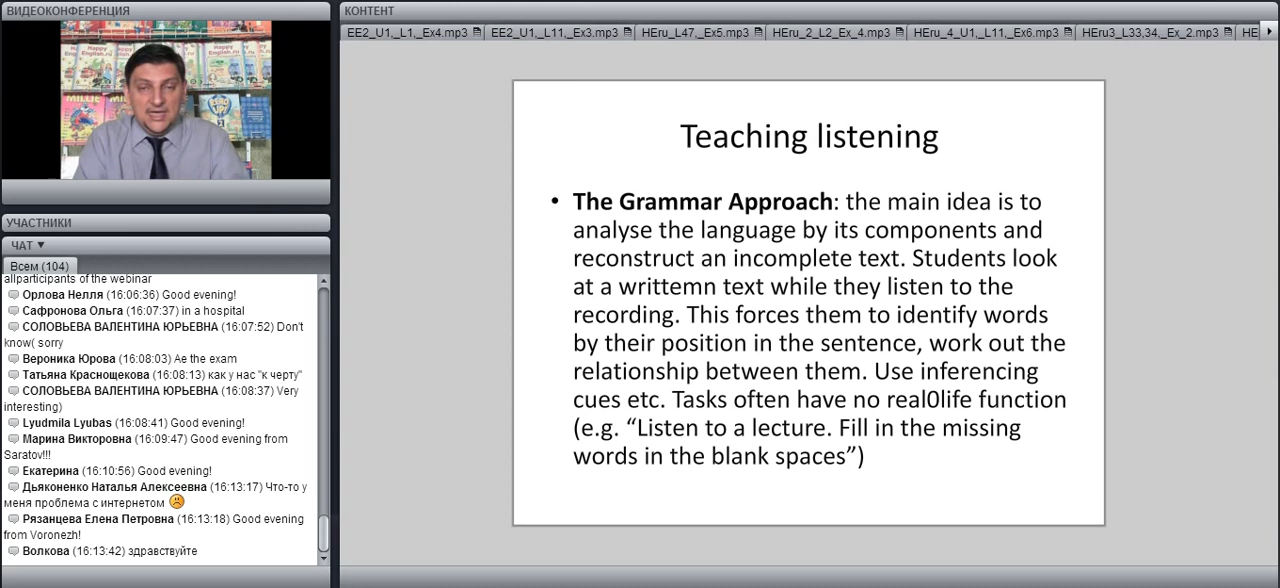 ВИДЕОКОНФЕРЕНЦИЯ
Happy
English.ru
Happy
English.ru
MILLIE
УЧАСТНИКИ
ЧАТ
Всем (104)
allparticipants of the webinar
Орлова Нелля (16:06:36) Good evening!
Сафронова Ольга (16:07:37) in a hospital
СОЛОВЬЕВА ВАЛЕНТИНА ЮРЬЕВНА (16:07:52) Don't
know( sorry
Вероника Юрова (16:08:03) Ae the exam
Татьяна Краснощекова (16:08:13) как у нас "к черту"
СОЛОВЬЕВА ВАЛЕНТИНА ЮРЬЕВНА (16:08:37) Very
interesting)
Lyudmila Lyubas (16:08:41) Good evening!
Марина Викторовна (16:09:47) Good evening from
Saratov!!!
Екатерина (16:10:56) Good evening!
Дьяконенко Наталья Алексеевна (16:13:17) Что-то у
меня проблема с интернетом
Рязанцева Елена Петровна (16:13:18) Good evening
from Voronezh!
Волкова (16:13:42) здравствуйте
КОНТЕНТ
EE2_U1,_L1,_Ex4.mp3 EE2_U1,_L11,_Ex3.mp3 HEru_L47,_Ex5.mp3 HEru_2_L2_Ex_4.mp3 HEru_4_U1,_L11,_Ex6.mp3 HEru3_L33,34,_Ex_2.mp3 HE
Teaching listening
• The Grammar Approach: the main idea is to
analyse the language by its components and
reconstruct an incomplete text. Students look
at a writtemn text while they listen to the
recording. This forces them to identify words
by their position in the sentence, work out the
relationship between them. Use inferencing
cues etc. Tasks often have no real0life function
(e.g. “Listen to a lecture. Fill in the missing
words in the blank spaces”)